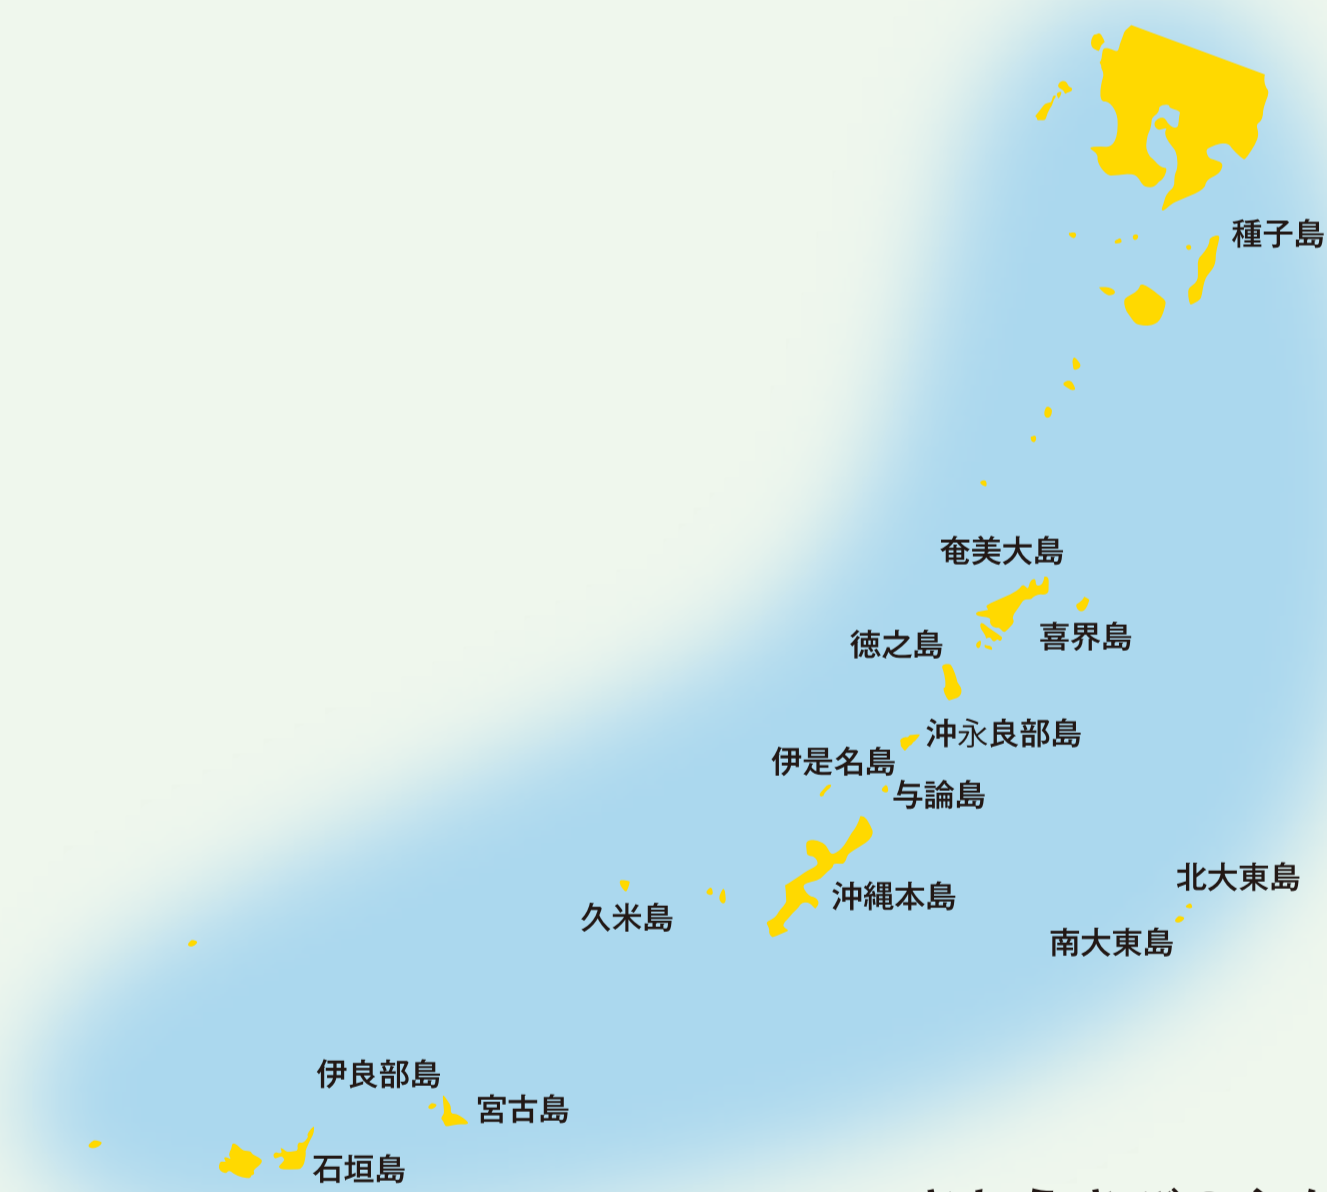 種子島
奄美大島
喜界島
徳之島
沖永良部島
伊是名島
与論島
沖縄本島
久米島
北大東島
南大東島
伊良部島
宮古島
石垣島